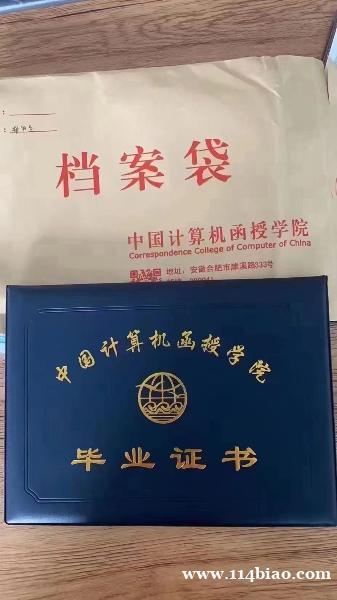 档案袋
中国计算机函授学院
Correspondence College of Computer of China
地址：安徽合肥市濉溪路333号
中国计算机函授学院
毕业证书
www.114biao.com